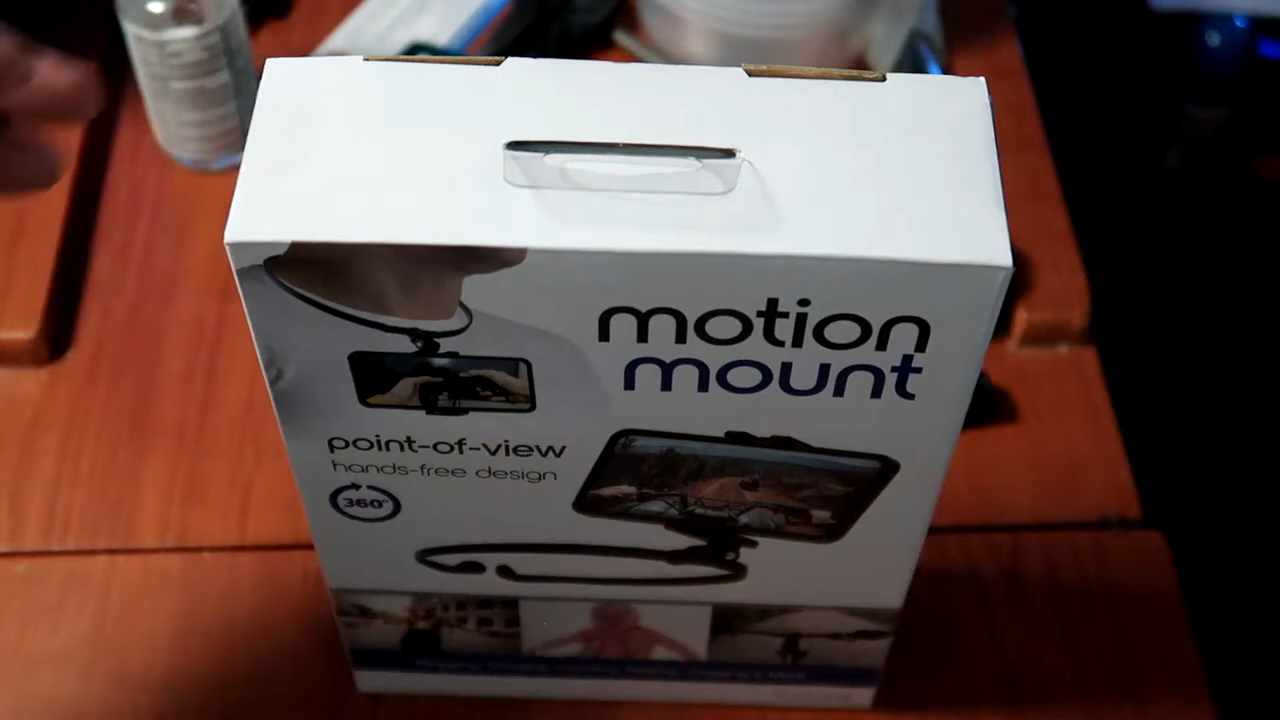 motion
mount
point-of-view
hands-free design
360°